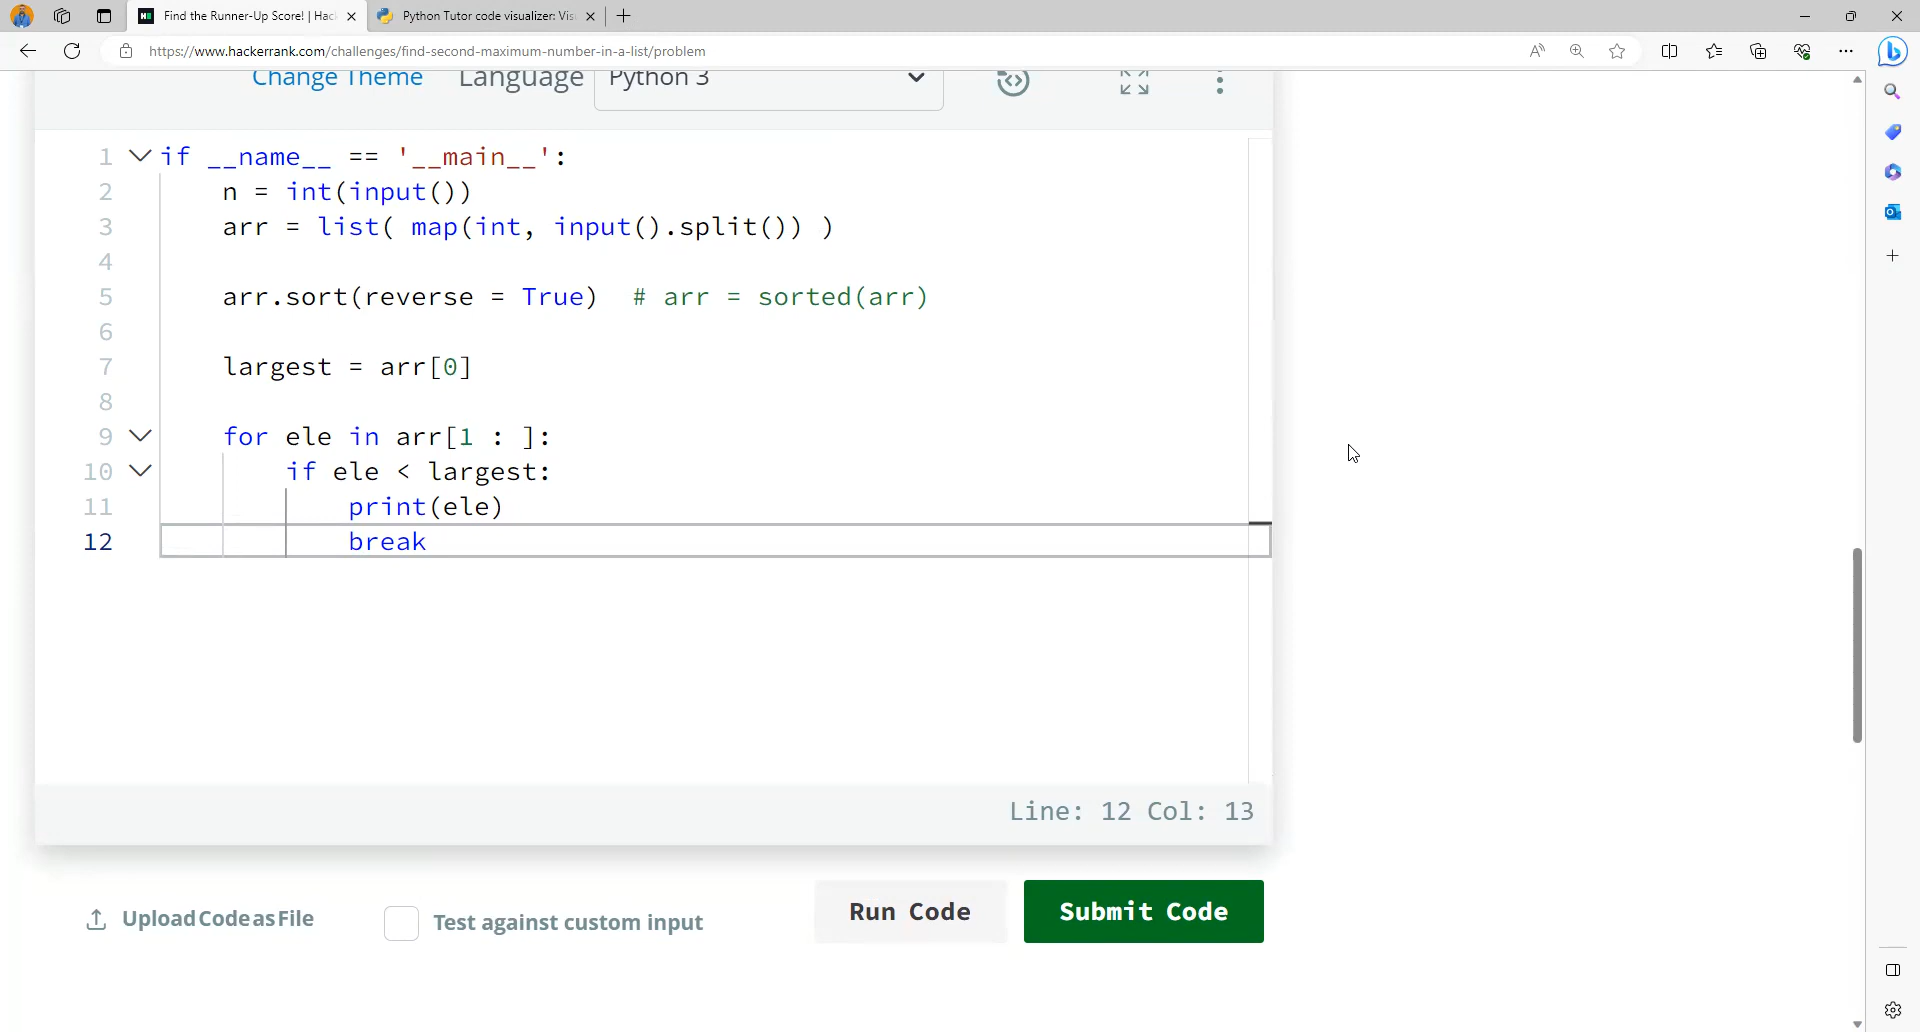 Find the Runner-Up Score! | Hac
Python Tutor code visualizer: Vis
https://www.hackerrank.com/challenges/find-second-maximum-number-in-a-list/problem
Change Theme Language Python 3
1 if __name__ == '__main__':
2 n = int(input())
3 arr = list( map(int, input().split()) )
4
5 arr.sort(reverse = True) # arr = sorted(arr)
6
7 largest = arr[0]
8
9 for ele in arr[1 : ]:
10 if ele < largest:
11 print(ele)
12 break
Line: 12 Col: 13
Upload Code as File Test against custom input Run Code Submit Code